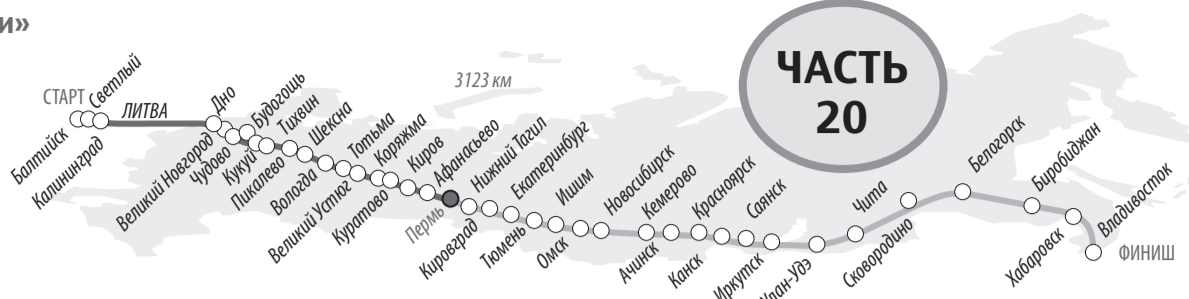 и»
СТАРТ
Балтийск
Светлый
Калининград
ЛИТВА
Дно
Великий Новгород
Чудово
Будогощь
Кукуй
Тихвин
Пикалево
Шексна
Вологда
Тотьма
Великий Устюг
Коряжма
Куратово
Киров
Афанасьево
Пермь
3123 км
Кировград
Нижний Тагил
Тюмень
Екатеринбург
Омск
Ишим
Новосибирск
Ачинск
Кемерово
Канск
Красноярск
Иркутск
Саянск
Улан-Удэ
Чита
Сковородино
Белогорск
Биробиджан
Хабаровск
Владивосток
ФИНИШ
ЧАСТЬ
20